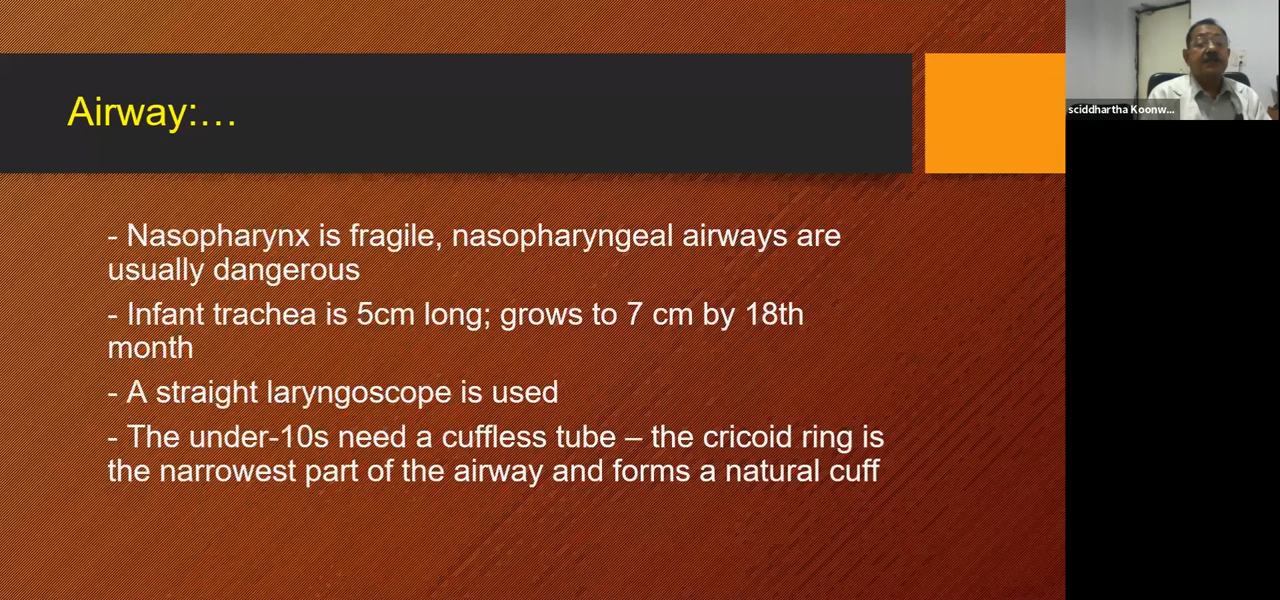 Airway:…
- Nasopharynx is fragile, nasopharyngeal airways are
usually dangerous
- Infant trachea is 5cm long; grows to 7 cm by 18th
month
- A straight laryngoscope is used
- The under-10s need a cuffless tube – the cricoid ring is
the narrowest part of the airway and forms a natural cuff
sciddhartha Koonw...